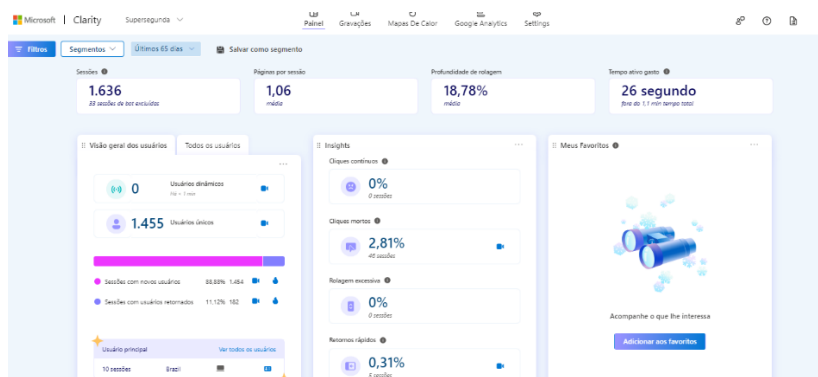 Microsoft | Clarity
Supersegunda
Painel
Gravações
Mapas De Calor
Google Analytics
Settings
Filtros
Segmentos
Últimos 65 dias
Salvar como segmento
Sessões
1.636
33 sessões de bot excluídas
Páginas por sessão
1,06
média
Profundidade de rolagem
18,78%
média
Tempo ativo gasto
26 segundo
fora do 1,1 min tempo total
Visão geral dos usuários
Todos os usuários
0 Usuários dinâmicos
1.455 Usuários únicos
Sessões com novos usuários 88,88% 1.454
Sessões com usuários retornados 11,12% 182
Usuário principal
Ver todos os usuários
10 sessões
Brazil
Insights
Cliques contínuos
0%
0 sessões
Cliques mortos
2,81%
46 sessões
Rolagem excessiva
0%
0 sessões
Retornos rápidos
0,31%
5 sessões
Meus Favoritos
Acompanhe o que lhe interessa
Adicionar aos favoritos